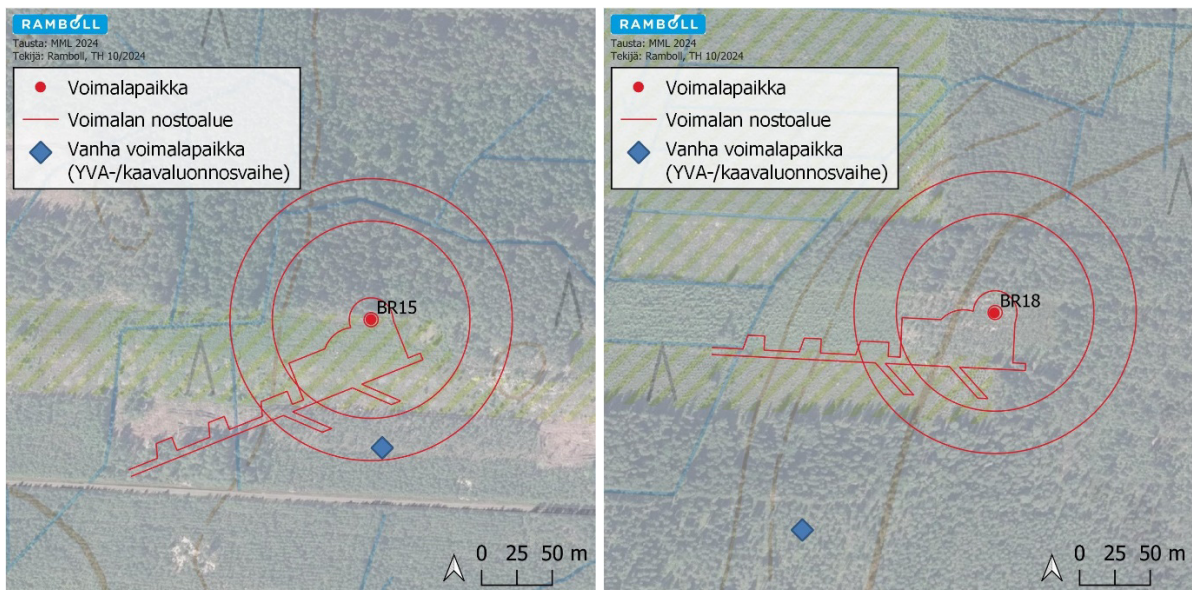 RAMBOLL
Tausta: MML 2024
Tekijä: Ramboll, TH 10/2024
Voimalapaikka
Voimalan nostoalue
Vanha voimalapaikka
(YVA-/kaavaluonnosvaihe)
BR15
0 25 50 m
RAMBOLL
Tausta: MML 2024
Tekijä: Ramboll, TH 10/2024
Voimalapaikka
Voimalan nostoalue
Vanha voimalapaikka
(YVA-/kaavaluonnosvaihe)
BR18
0 25 50 m